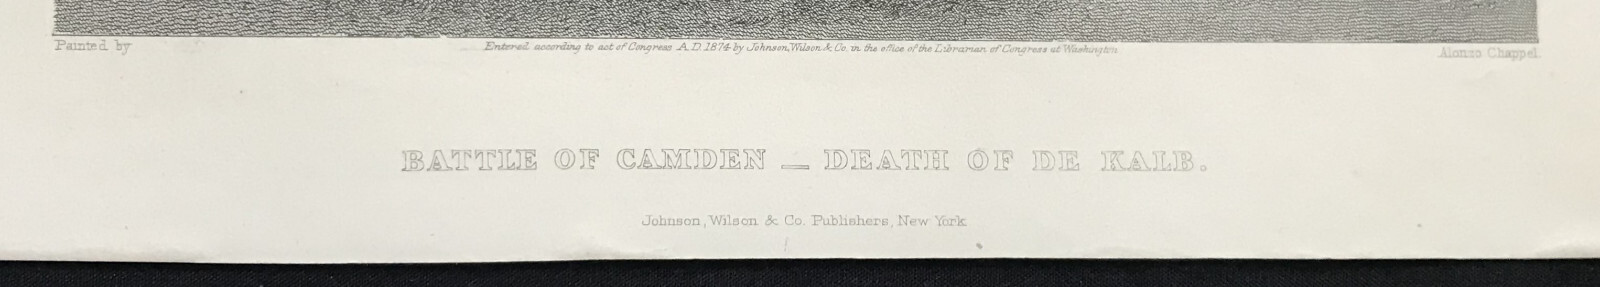 Painted by
Entered according to act of Congress A.D. 1874 by Johnson, Wilson & Co. in the office of the Librarian of Congress at Washington
Alonzo Chappel.
BATTLE OF CAMDEN — DEATH OF DE KALB.
Johnson, Wilson & Co. Publishers, New York